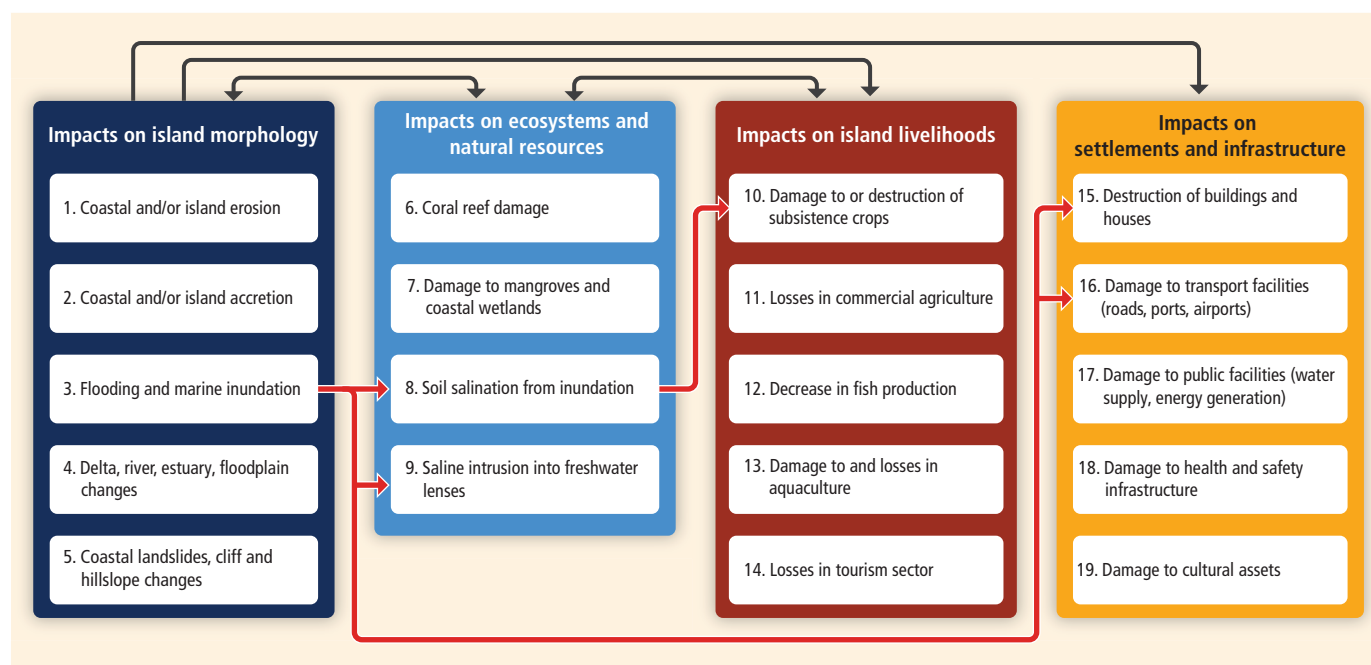 Impacts on island morphology
1. Coastal and/or island erosion
2. Coastal and/or island accretion
3. Flooding and marine inundation
4. Delta, river, estuary, floodplain
changes
5. Coastal landslides, cliff and
hillslope changes
Impacts on ecosystems and
natural resources
6. Coral reef damage
7. Damage to mangroves and
coastal wetlands
8. Soil salination from inundation
9. Saline intrusion into freshwater
lenses
Impacts on island livelihoods
10. Damage to or destruction of
subsistence crops
11. Losses in commercial agriculture
12. Decrease in fish production
13. Damage to and losses in
aquaculture
14. Losses in tourism sector
Impacts on
settlements and infrastructure
15. Destruction of buildings and
houses
16. Damage to transport facilities
(roads, ports, airports)
17. Damage to public facilities (water
supply, energy generation)
18. Damage to health and safety
infrastructure
19. Damage to cultural assets